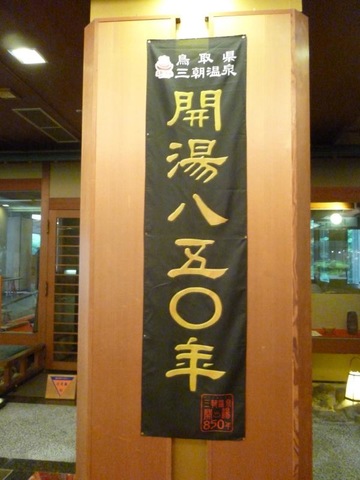 鳥取県
三朝温泉
開湯八五〇年
三朝温泉
開湯
850年